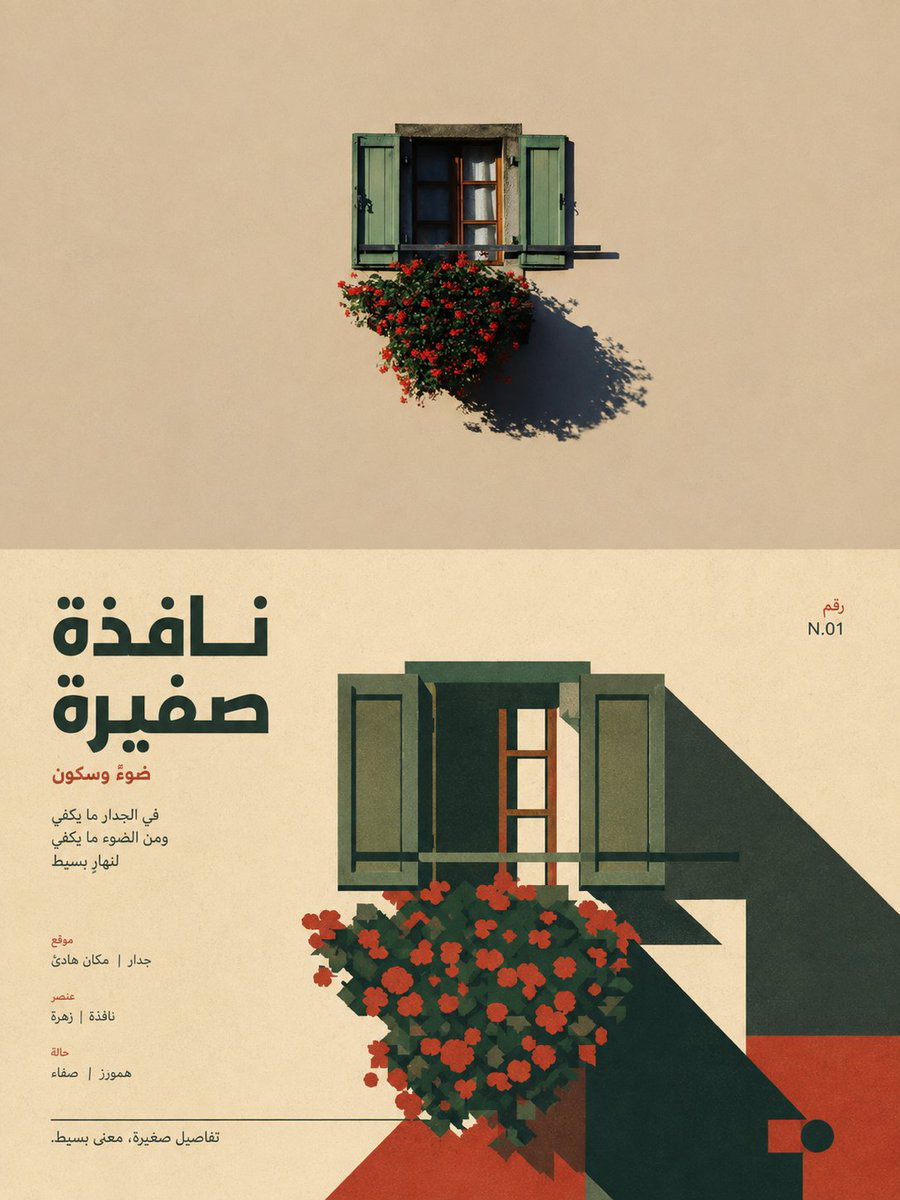 نافذة
صفيرة
ضوءً وسكون
في الجدار ما يكفي
ومن الضوء ما يكفي
لنهارٍ بسيط
رقم
N.01
موقع
جدار | مكان هادئ
عنصر
نافذة | زهرة
حالة
همورز | صفاء
تفاصيل صغيرة، معنى بسيط.